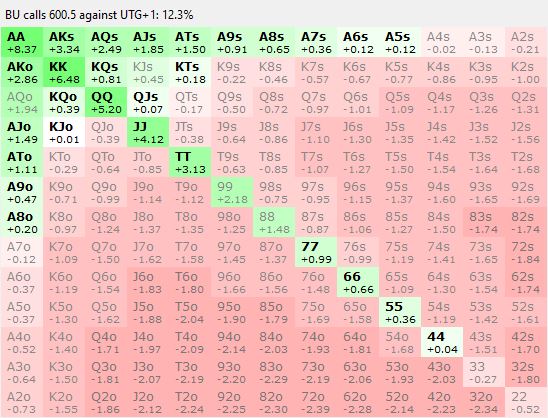 BU calls 600.5 against UTG+1: 12.3%
AA AKs AQs AJs ATs A9s A8s A7s A6s A5s A4s A3s A2s
+8.37 +3.34 +2.49 +1.85 +1.50 +0.91 +0.65 +0.36 +0.12 +0.12 -0.02 -0.13 -0.21
AKo KK KQs KJs KTs K9s K8s K7s K6s K5s K4s K3s K2s
+2.86 +6.48 +0.81 +0.45 +0.18 -0.22 -0.46 -0.57 -0.67 -0.77 -0.86 -0.95 -1.00
AQo KQo QQ QJs QTs Q9s Q8s Q7s Q6s Q5s Q4s Q3s Q2s
+1.94 +0.39 +5.20 +0.07 -0.17 -0.50 -0.72 -0.97 -1.01 -1.09 -1.17 -1.26 -1.31
AJo KJo QJo JJ JTs J9s J8s J7s J6s J5s J4s J3s J2s
+1.49 +0.01 -0.39 +4.12 -0.38 -0.64 -0.86 -1.10 -1.30 -1.35 -1.42 -1.52 -1.56
ATo KTo QTo JTo TT T9s T8s T7s T6s T5s T4s T3s T2s
+1.11 -0.29 -0.64 -0.85 +3.13 -0.63 -0.85 -1.07 -1.27 -1.50 -1.54 -1.64 -1.68
A9o K9o Q9o J9o T9o 99 98s 97s 96s 95s 94s 93s 92s
+0.47 -0.71 -0.99 -1.14 -1.12 +2.18 -0.75 -0.95 -1.15 -1.37 -1.60 -1.65 -1.69
A8o K8o Q8o J8o T8o 98o 88 87s 86s 85s 84s 83s 82s
+0.20 -0.97 -1.24 -1.37 -1.35 -1.25 +1.48 -0.87 -1.06 -1.27 -1.50 -1.74 -1.74
A7o K7o Q7o J7o T7o 97o 87o 77 76s 75s 74s 73s 72s
-0.12 -1.09 -1.50 -1.62 -1.58 -1.45 -1.37 +0.99 -0.99 -1.19 -1.41 -1.65 -1.84
A6o K6o Q6o J6o T6o 96o 86o 76o 66 65s 64s 63s 62s
-0.37 -1.19 -1.54 -1.83 -1.80 -1.66 -1.56 -1.48 +0.66 -1.09 -1.30 -1.54 -1.74
A5o K5o Q5o J5o T5o 95o 85o 75o 65o 55 54s 53s 52s
-0.37 -1.30 -1.62 -1.88 -2.04 -1.90 -1.79 -1.69 -1.58 +0.36 -1.19 -1.42 -1.61
A4o K4o Q4o J4o T4o 94o 84o 74o 64o 54o 44 43s 42s
-0.52 -1.40 -1.71 -1.97 -2.09 -2.14 -2.03 -1.93 -1.81 -1.68 +0.04 -1.51 -1.70
A3o K3o Q3o J3o T3o 93o 83o 73o 63o 53o 43o 33 32s
-0.64 -1.50 -1.81 -2.07 -2.19 -2.20 -2.29 -2.19 -2.06 -1.93 -2.03 -0.27 -1.80
A2o K2o Q2o J2o T2o 92o 82o 72o 62o 52o 42o 32o 22
-0.73 -1.55 -1.86 -2.12 -2.24 -2.25 -2.30 -2.39 -2.28 -2.14 -2.23 -2.34 -0.52